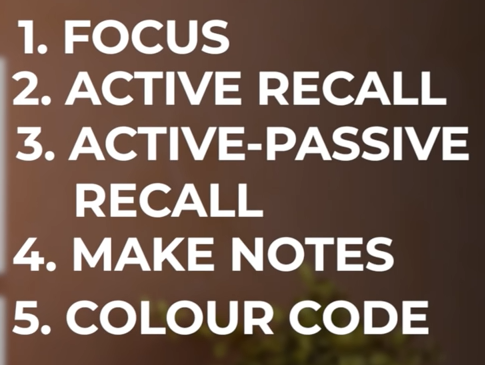 1. FOCUS
2. ACTIVE RECALL
3. ACTIVE-PASSIVE
RECALL
4. MAKE NOTES
5. COLOUR CODE